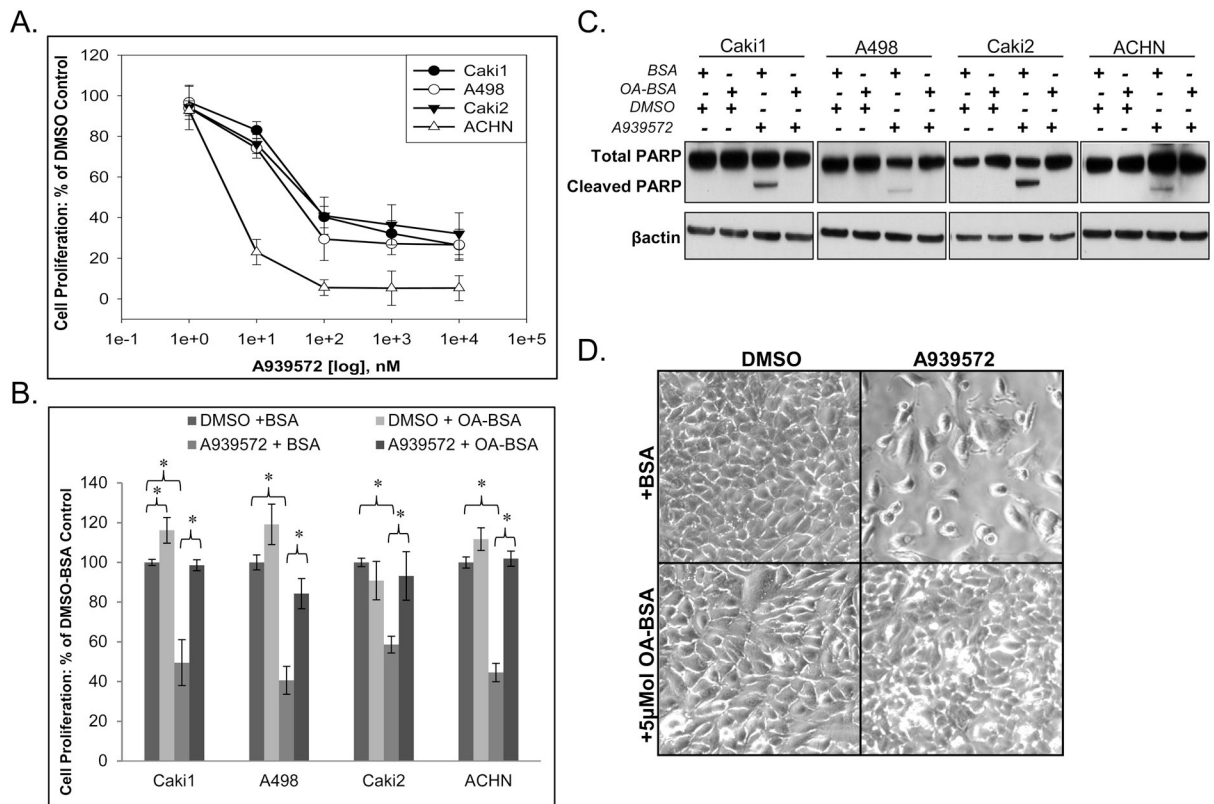 A.
Cell Proliferation: % of DMSO Control
120
100
80
60
40
20
0
Caki1
A498
Caki2
ACHN
1e-1 1e+0 1e+1 1e+2 1e+3 1e+4 1e+5
A939572 [log], nM
B.
DMSO +BSA DMSO + OA-BSA
A939572 + BSA A939572 + OA-BSA
Cell Proliferation: % of DMSO-BSA Control
140
120
100
80
60
40
20
0
* * *
* *
* *
* *
Caki1 A498 Caki2 ACHN
C.
Caki1 A498 Caki2 ACHN
BSA + - + - + - + - + - + - + - + -
OA-BSA - + - + - + - + - + - + - + - +
DMSO + + - - + + - - + + - - + + - -
A939572 - - + + - - + + - - + + - - + +
Total PARP
Cleaved PARP
βactin
D.
DMSO A939572
+BSA
+5µMol OA-BSA